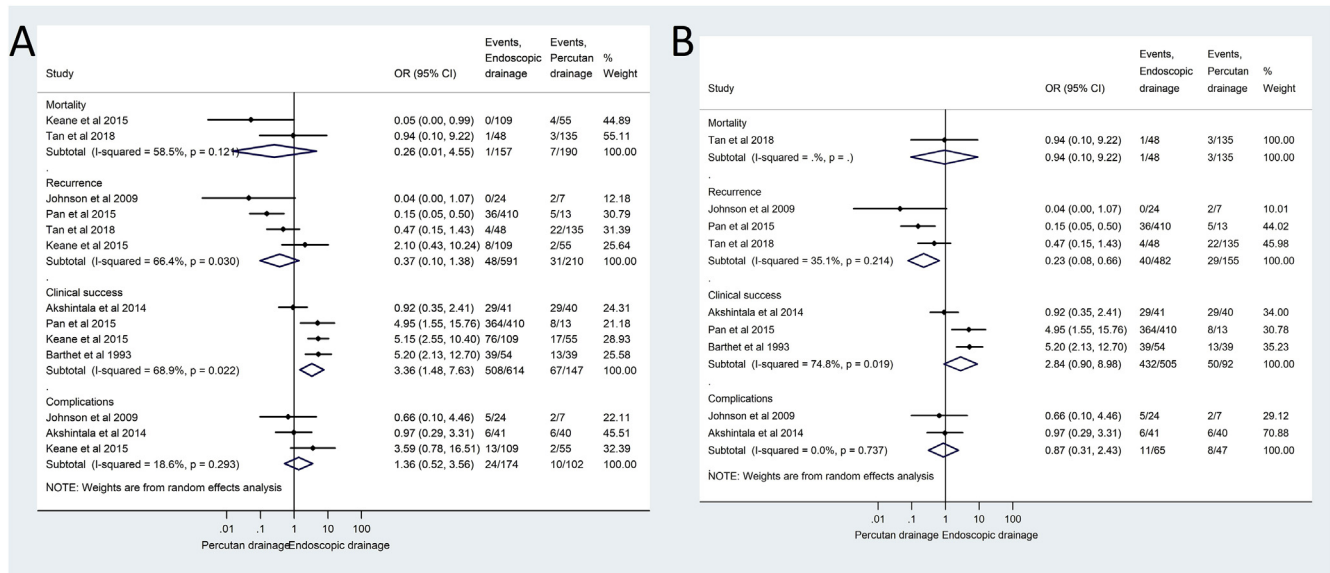 A
Events, Events,
Endoscopic Percutan %
Study OR (95% CI) drainage drainage Weight
Mortality
Keane et al 2015 0.05 (0.00, 0.99) 0/109 4/55 44.89
Tan et al 2018 0.94 (0.10, 9.22) 1/48 3/135 55.11
Subtotal (I-squared = 58.5%, p = 0.121) 0.26 (0.01, 4.55) 1/157 7/190 100.00
.
Recurrence
Johnson et al 2009 0.04 (0.00, 1.07) 0/24 2/7 12.18
Pan et al 2015 0.15 (0.05, 0.50) 36/410 5/13 30.79
Tan et al 2018 0.47 (0.15, 1.43) 4/48 22/135 31.39
Keane et al 2015 2.10 (0.43, 10.24) 8/109 2/55 25.64
Subtotal (I-squared = 66.4%, p = 0.030) 0.37 (0.10, 1.38) 48/591 31/210 100.00
.
Clinical success
Akshintala et al 2014 0.92 (0.35, 2.41) 29/41 29/40 24.31
Pan et al 2015 4.95 (1.55, 15.76) 364/410 8/13 21.18
Keane et al 2015 5.15 (2.55, 10.40) 76/109 17/55 28.93
Barthet et al 1993 5.20 (2.13, 12.70) 39/54 13/39 25.58
Subtotal (I-squared = 68.9%, p = 0.022) 3.36 (1.48, 7.63) 508/614 67/147 100.00
.
Complications
Johnson et al 2009 0.66 (0.10, 4.46) 5/24 2/7 22.11
Akshintala et al 2014 0.97 (0.29, 3.31) 6/41 6/40 45.51
Keane et al 2015 3.59 (0.78, 16.51) 13/109 2/55 32.39
Subtotal (I-squared = 18.6%, p = 0.293) 1.36 (0.52, 3.56) 24/174 10/102 100.00
NOTE: Weights are from random effects analysis
.01 .1 1 10 100
Percutan drainage Endoscopic drainage
B
Events, Events,
Endoscopic Percutan %
Study OR (95% CI) drainage drainage Weight
Mortality
Tan et al 2018 0.94 (0.10, 9.22) 1/48 3/135 100.00
Subtotal (I-squared = .%, p = .) 0.94 (0.10, 9.22) 1/48 3/135 100.00
.
Recurrence
Johnson et al 2009 0.04 (0.00, 1.07) 0/24 2/7 10.01
Pan et al 2015 0.15 (0.05, 0.50) 36/410 5/13 44.02
Tan et al 2018 0.47 (0.15, 1.43) 4/48 22/135 45.98
Subtotal (I-squared = 35.1%, p = 0.214) 0.23 (0.08, 0.66) 40/482 29/155 100.00
.
Clinical success
Akshintala et al 2014 0.92 (0.35, 2.41) 29/41 29/40 34.00
Pan et al 2015 4.95 (1.55, 15.76) 364/410 8/13 30.78
Barthet et al 1993 5.20 (2.13, 12.70) 39/54 13/39 35.23
Subtotal (I-squared = 74.8%, p = 0.019) 2.84 (0.90, 8.98) 432/505 50/92 100.00
.
Complications
Johnson et al 2009 0.66 (0.10, 4.46) 5/24 2/7 29.12
Akshintala et al 2014 0.97 (0.29, 3.31) 6/41 6/40 70.88
Subtotal (I-squared = 0.0%, p = 0.737) 0.87 (0.31, 2.43) 11/65 8/47 100.00
.
NOTE: Weights are from random effects analysis
.01 .1 1 10 100
Percutan drainage Endoscopic drainage